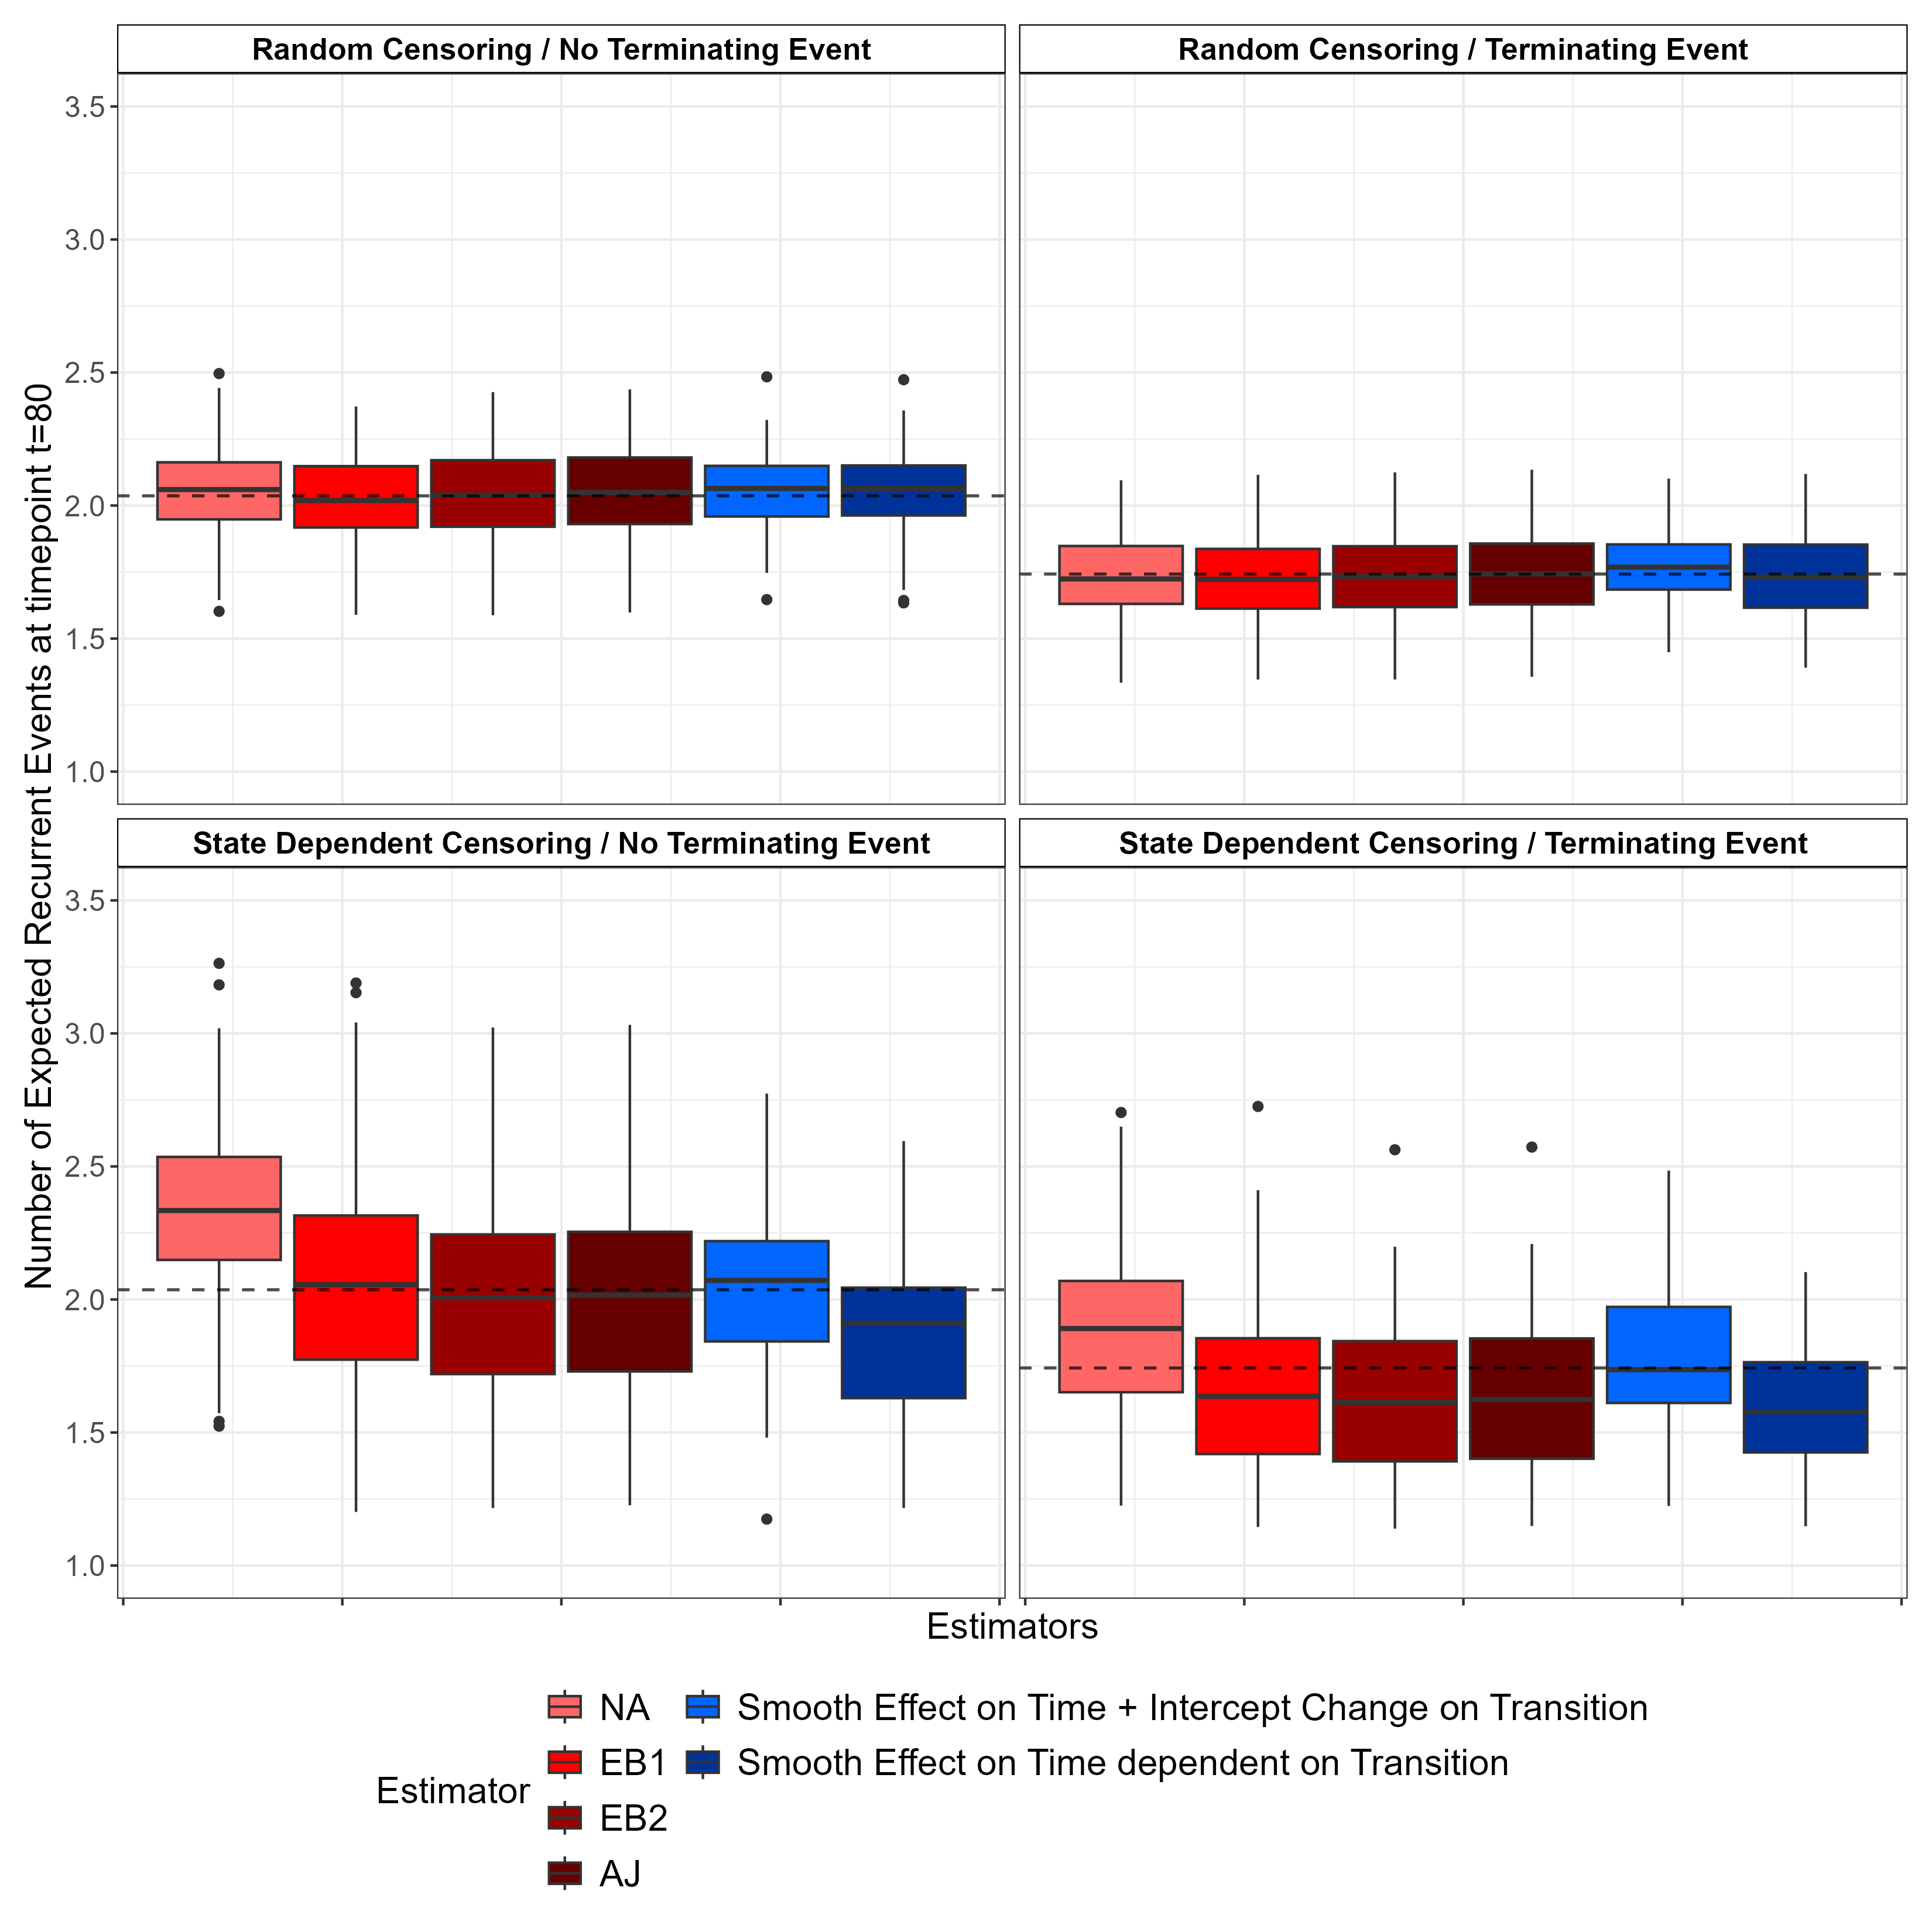 Random Censoring / No Terminating Event
Random Censoring / Terminating Event
3.5
3.0
2.5
2.0
1.5
1.0
State Dependent Censoring / No Terminating Event
State Dependent Censoring / Terminating Event
3.5
3.0
2.5
2.0
1.5
1.0
Number of Expected Recurrent Events at timepoint t=80
Estimators
Estimator
NA
EB1
EB2
AJ
Smooth Effect on Time + Intercept Change on Transition
Smooth Effect on Time dependent on Transition